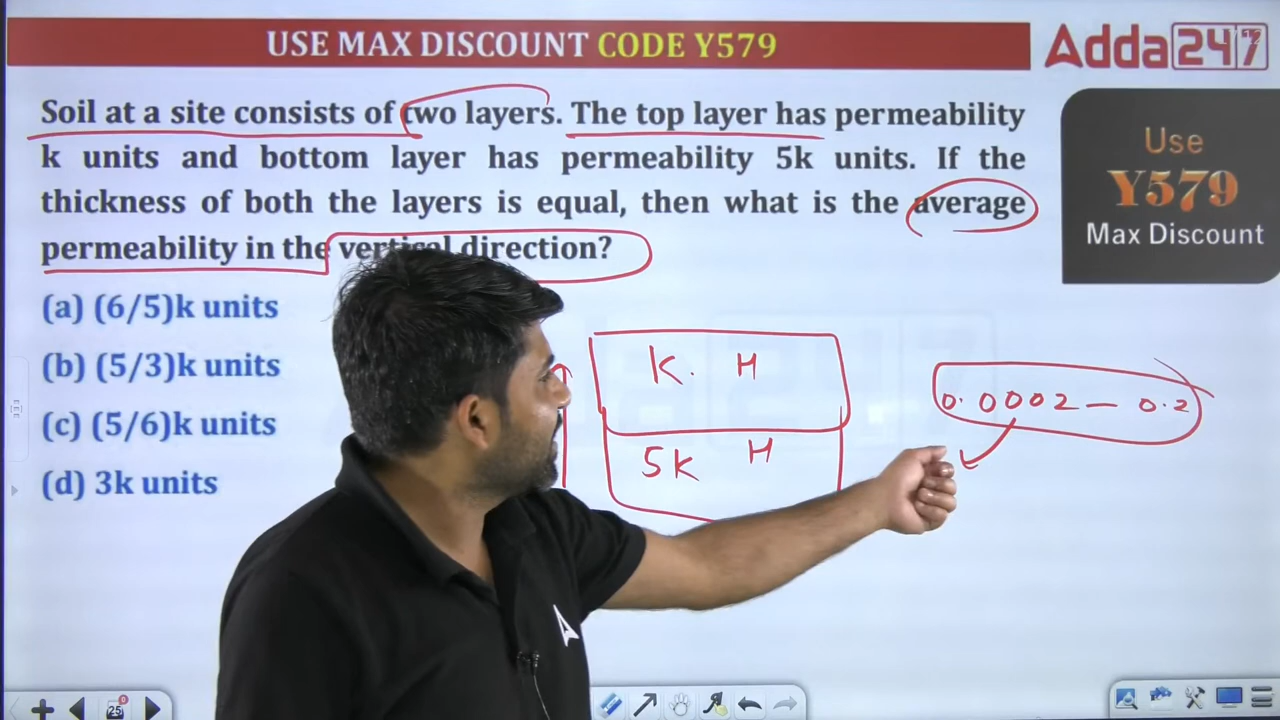 USE MAX DISCOUNT CODE Y579
Adda247
Soil at a site consists of two layers. The top layer has permeability
k units and bottom layer has permeability 5k units. If the
thickness of both the layers is equal, then what is the average
permeability in the vertical direction?
Use
Y579
Max Discount
(a) (6/5)k units
(b) (5/3)k units
(c) (5/6)k units
(d) 3k units
K. H
5K H
0.0002 — 0.2
25